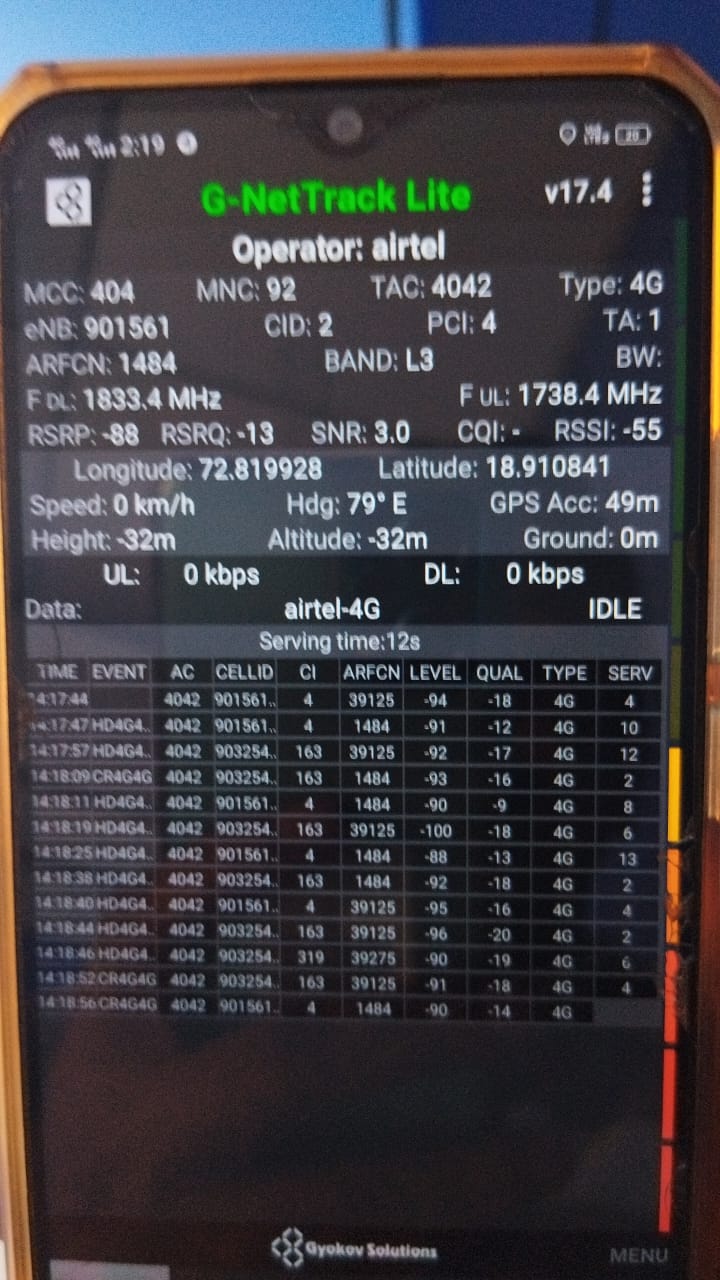 2:19 20
G-NetTrack Lite v17.4
Operator: airtel
MCC: 404 MNC: 92 TAC: 4042 Type: 4G
eNB: 901561 CID: 2 PCI: 4 TA: 1
ARFCN: 1484 BAND: L3 BW:
F DL: 1833.4 MHz F UL: 1738.4 MHz
RSRP: -88 RSRQ: -13 SNR: 3.0 CQI: - RSSI: -55
Longitude: 72.819928 Latitude: 18.910841
Speed: 0 km/h Hdg: 79° E GPS Acc: 49m
Height: -32m Altitude: -32m Ground: 0m
UL: 0 kbps DL: 0 kbps
Data: airtel-4G IDLE
Serving time:12s
TIME EVENT AC CELLID CI ARFCN LEVEL QUAL TYPE SERV
14:17:44 4042 901561.. 4 39125 -94 -18 4G 4
14:17:47 HD4G4.. 4042 901561.. 4 1484 -91 -12 4G 10
14:17:57 HD4G4.. 4042 903254.. 163 39125 -92 -17 4G 12
14:18:09 CR4G4G 4042 903254.. 163 1484 -93 -16 4G 2
14:18:11 HD4G4.. 4042 901561.. 4 1484 -90 -9 4G 8
14:18:19 HD4G4.. 4042 903254.. 163 39125 -100 -18 4G 6
14:18:25 HD4G4.. 4042 901561.. 4 1484 -88 -13 4G 13
14:18:38 HD4G4.. 4042 903254.. 163 1484 -92 -18 4G 2
14:18:40 HD4G4.. 4042 901561.. 4 39125 -95 -16 4G 4
14:18:44 HD4G4.. 4042 903254.. 163 39125 -96 -20 4G 2
14:18:46 HD4G4.. 4042 903254.. 319 39275 -90 -19 4G 6
14:18:52 CR4G4G 4042 903254.. 163 39125 -91 -18 4G 4
14:18:56 CR4G4G 4042 901561.. 4 1484 -90 -14 4G
Gyokov Solutions MENU